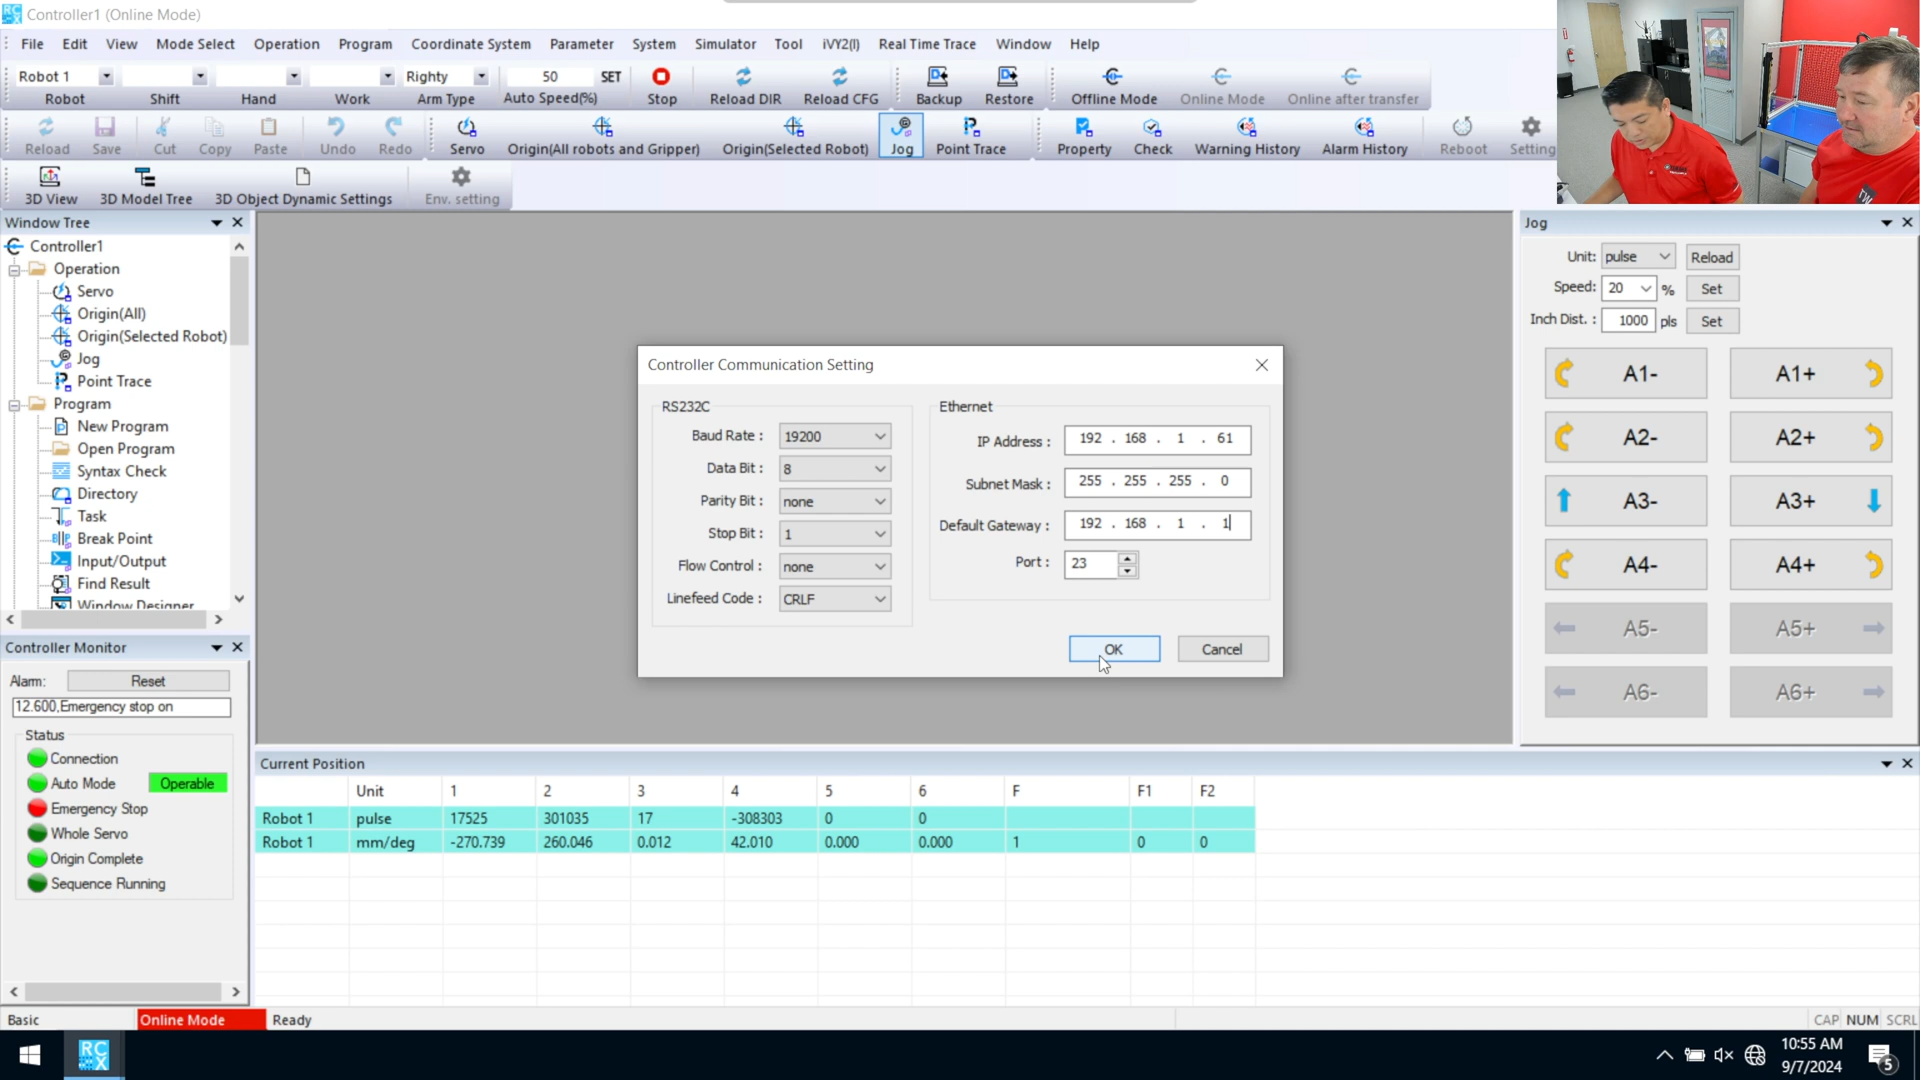 Controller1 (Online Mode)
File Edit View Mode Select Operation Program Coordinate System Parameter System Simulator Tool iVY2(I) Real Time Trace Window Help
Robot 1 Righty 50 SET
Robot Shift Hand Work Arm Type Auto Speed(%) Stop Reload DIR Reload CFG Backup Restore Offline Mode Online Mode Online after transfer
Reload Save Cut Copy Paste Undo Redo Servo Origin(All robots and Gripper) Origin(Selected Robot) Jog Point Trace Property Check Warning History Alarm History Reboot Setting
3D View 3D Model Tree 3D Object Dynamic Settings Env. setting
Window Tree
Controller1
Operation
Servo
Origin(All)
Origin(Selected Robot)
Jog
Point Trace
Program
New Program
Open Program
Syntax Check
Directory
Task
Break Point
Input/Output
Find Result
Window Designer
Controller Monitor
Alarm: Reset
12.600,Emergency stop on
Status
Connection
Auto Mode Operable
Emergency Stop
Whole Servo
Origin Complete
Sequence Running
Controller Communication Setting
RS232C
Baud Rate : 19200
Data Bit : 8
Parity Bit : none
Stop Bit : 1
Flow Control : none
Linefeed Code : CRLF
Ethernet
IP Address : 192 . 168 . 1 . 61
Subnet Mask : 255 . 255 . 255 . 0
Default Gateway : 192 . 168 . 1 . 1
Port : 23
OK Cancel
Jog
Unit: pulse Reload
Speed: 20 % Set
Inch Dist. : 1000 pls Set
A1- A1+
A2- A2+
A3- A3+
A4- A4+
A5- A5+
A6- A6+
Current Position
Unit 1 2 3 4 5 6 F F1 F2
Robot 1 pulse 17525 301035 17 -308303 0 0
Robot 1 mm/deg -270.739 260.046 0.012 42.010 0.000 0.000 1 0 0
Basic Online Mode Ready CAP NUM SCRL
RCX
10:55 AM
9/7/2024
5